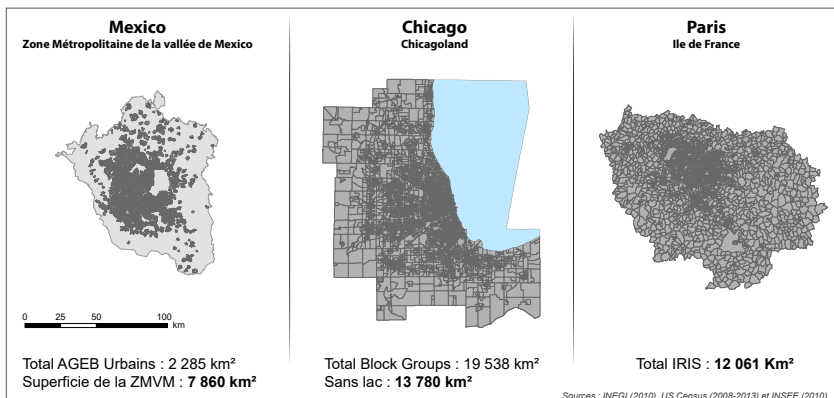 Mexico
Zone Métropolitaine de la vallée de Mexico
Chicago
Chicagoland
Paris
Ile de France
0 25 50 100
km
Total AGEB Urbains : 2 285 km²
Superficie de la ZMVM : 7 860 km²
Total Block Groups : 19 538 km²
Sans lac : 13 780 km²
Total IRIS : 12 061 Km²
Sources : INEGI (2010), US Census (2008-2013) et INSEE (2010)